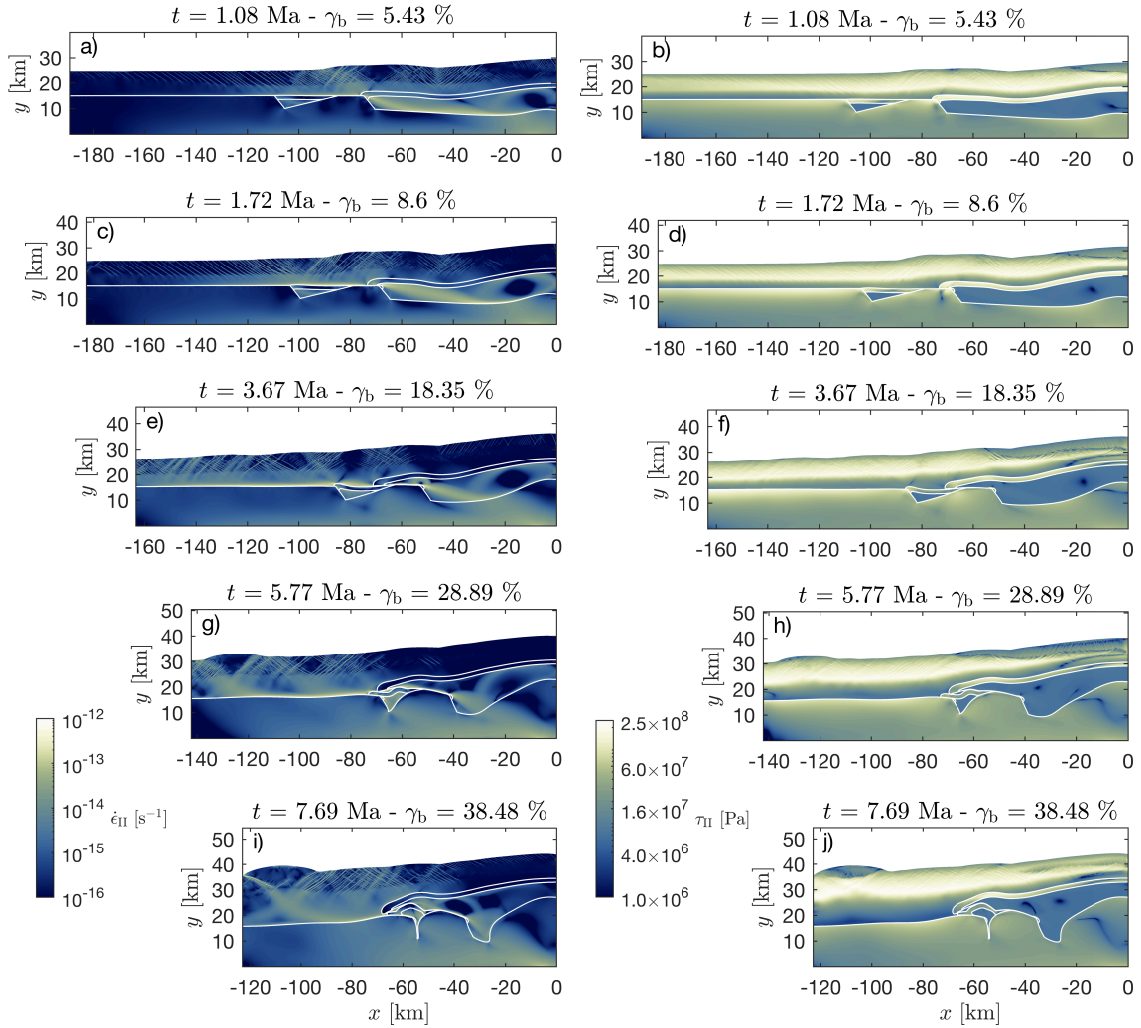 t = 1.08 Ma - γb = 5.43 %
t = 1.08 Ma - γb = 5.43 %
a)
b)
30
20
10
y [km]
-180 -160 -140 -120 -100 -80 -60 -40 -20 0
30
20
10
y [km]
-180 -160 -140 -120 -100 -80 -60 -40 -20 0
t = 1.72 Ma - γb = 8.6 %
t = 1.72 Ma - γb = 8.6 %
c)
d)
40
30
20
10
y [km]
-180 -160 -140 -120 -100 -80 -60 -40 -20 0
40
30
20
10
y [km]
-180 -160 -140 -120 -100 -80 -60 -40 -20 0
t = 3.67 Ma - γb = 18.35 %
t = 3.67 Ma - γb = 18.35 %
e)
f)
40
30
20
10
y [km]
-160 -140 -120 -100 -80 -60 -40 -20 0
40
30
20
10
y [km]
-160 -140 -120 -100 -80 -60 -40 -20 0
t = 5.77 Ma - γb = 28.89 %
t = 5.77 Ma - γb = 28.89 %
g)
h)
50
40
30
20
10
y [km]
-140 -120 -100 -80 -60 -40 -20 0
50
40
30
20
10
y [km]
-140 -120 -100 -80 -60 -40 -20 0
10⁻¹²
10⁻¹³
10⁻¹⁴
10⁻¹⁵
10⁻¹⁶
ε̇II [s⁻¹]
2.5×10⁸
6.0×10⁷
1.6×10⁷
4.0×10⁶
1.0×10⁶
τII [Pa]
t = 7.69 Ma - γb = 38.48 %
t = 7.69 Ma - γb = 38.48 %
i)
j)
50
40
30
20
10
y [km]
-120 -100 -80 -60 -40 -20 0
x [km]
50
40
30
20
10
y [km]
-120 -100 -80 -60 -40 -20 0
x [km]